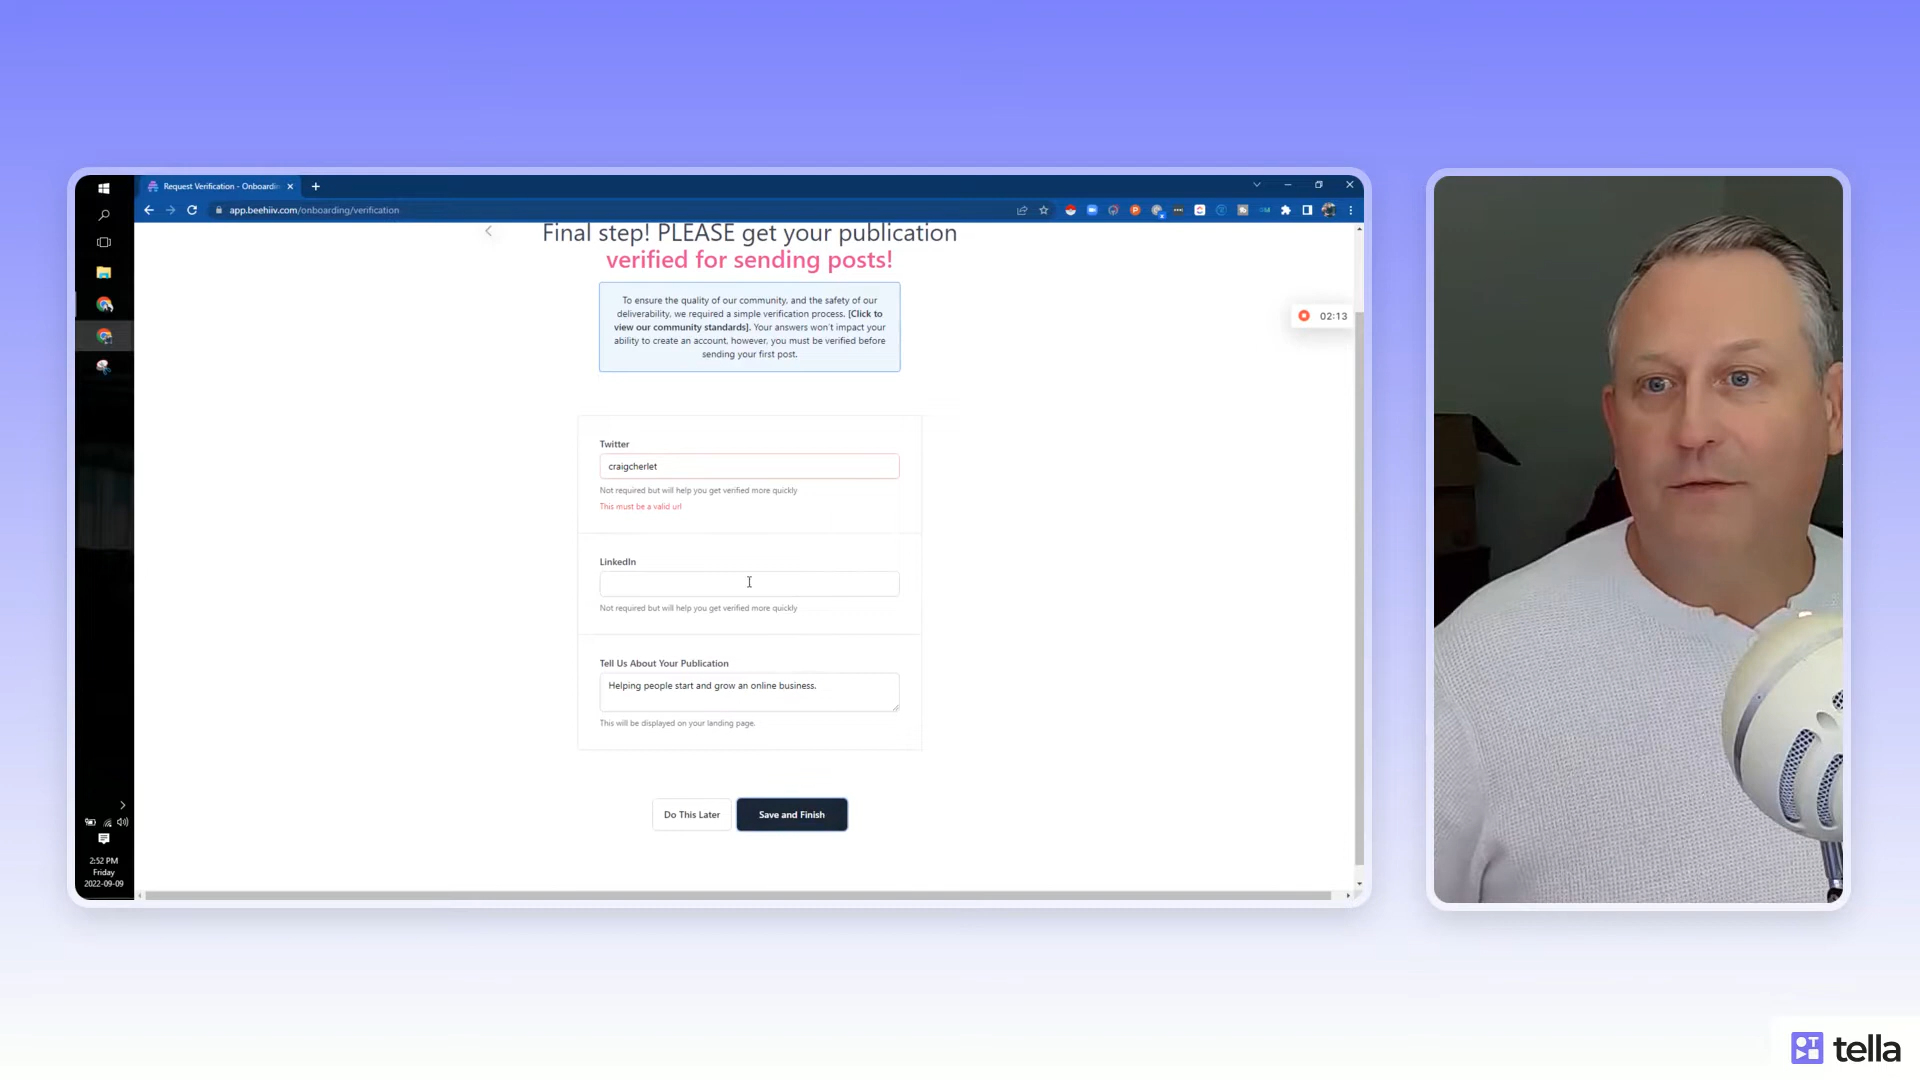 Request Verification - Onboardin
app.beehiiv.com/onboarding/verification
Final step! PLEASE get your publication
verified for sending posts!
To ensure the quality of our community, and the safety of our
deliverability, we required a simple verification process. [Click to
view our community standards]. Your answers won't impact your
ability to create an account, however, you must be verified before
sending your first post.
02:13
Twitter
craigcherlet
Not required but will help you get verified more quickly
This must be a valid url
LinkedIn
Not required but will help you get verified more quickly
Tell Us About Your Publication
Helping people start and grow an online business.
This will be displayed on your landing page.
Do This Later
Save and Finish
2:52 PM
Friday
2022-09-09
tella